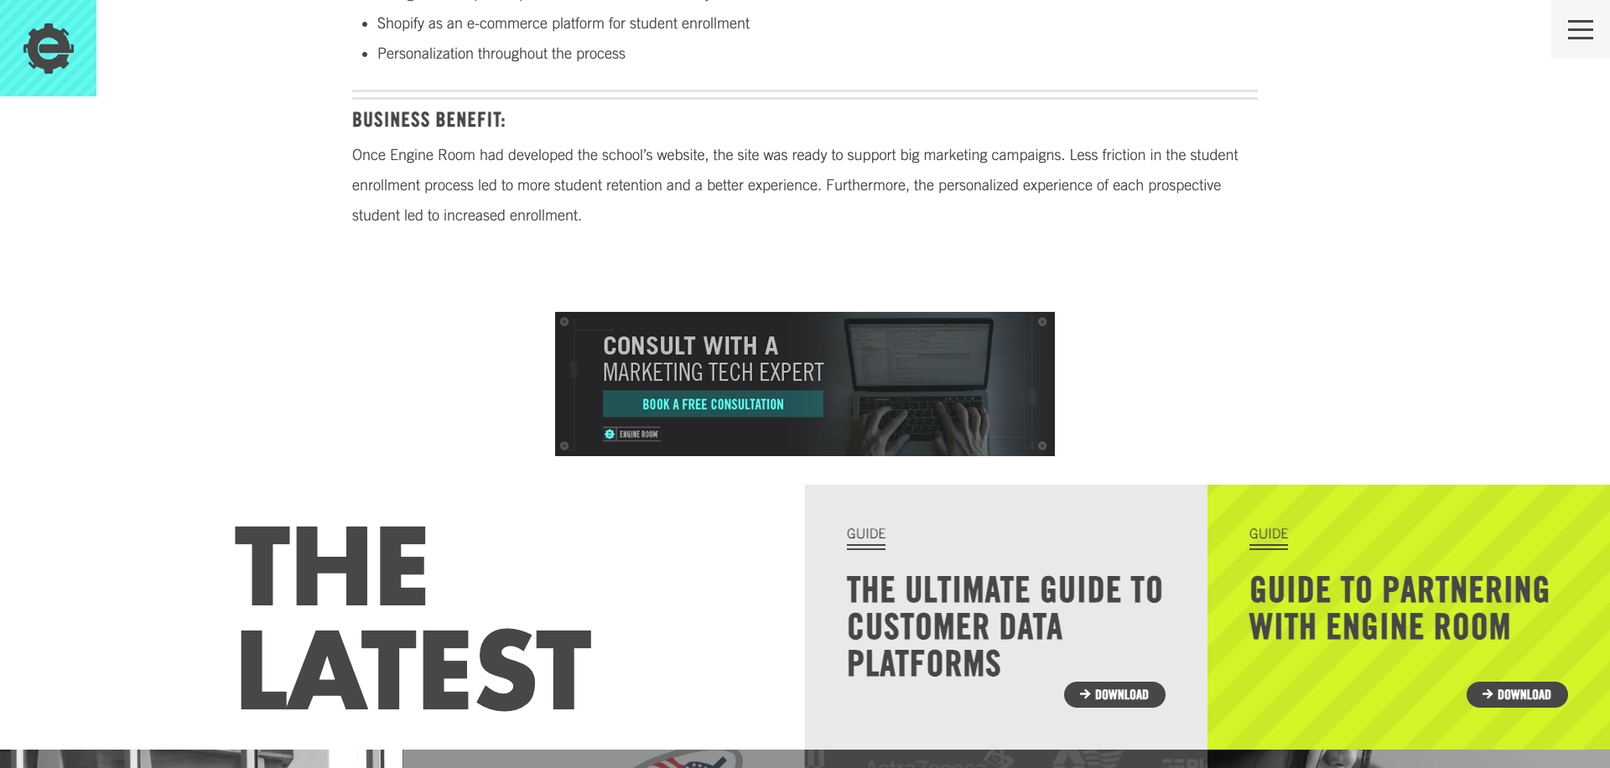 Shopify as an e-commerce platform for student enrollment
Personalization throughout the process
BUSINESS BENEFIT:
Once Engine Room had developed the school's website, the site was ready to support big marketing campaigns. Less friction in the student
enrollment process led to more student retention and a better experience. Furthermore, the personalized experience of each prospective
student led to increased enrollment.
CONSULT WITH A
MARKETING TECH EXPERT
BOOK A FREE CONSULTATION
ENGINE ROOM
THE
LATEST
GUIDE
THE ULTIMATE GUIDE TO
CUSTOMER DATA
PLATFORMS
DOWNLOAD
GUIDE
GUIDE TO PARTNERING
WITH ENGINE ROOM
DOWNLOAD